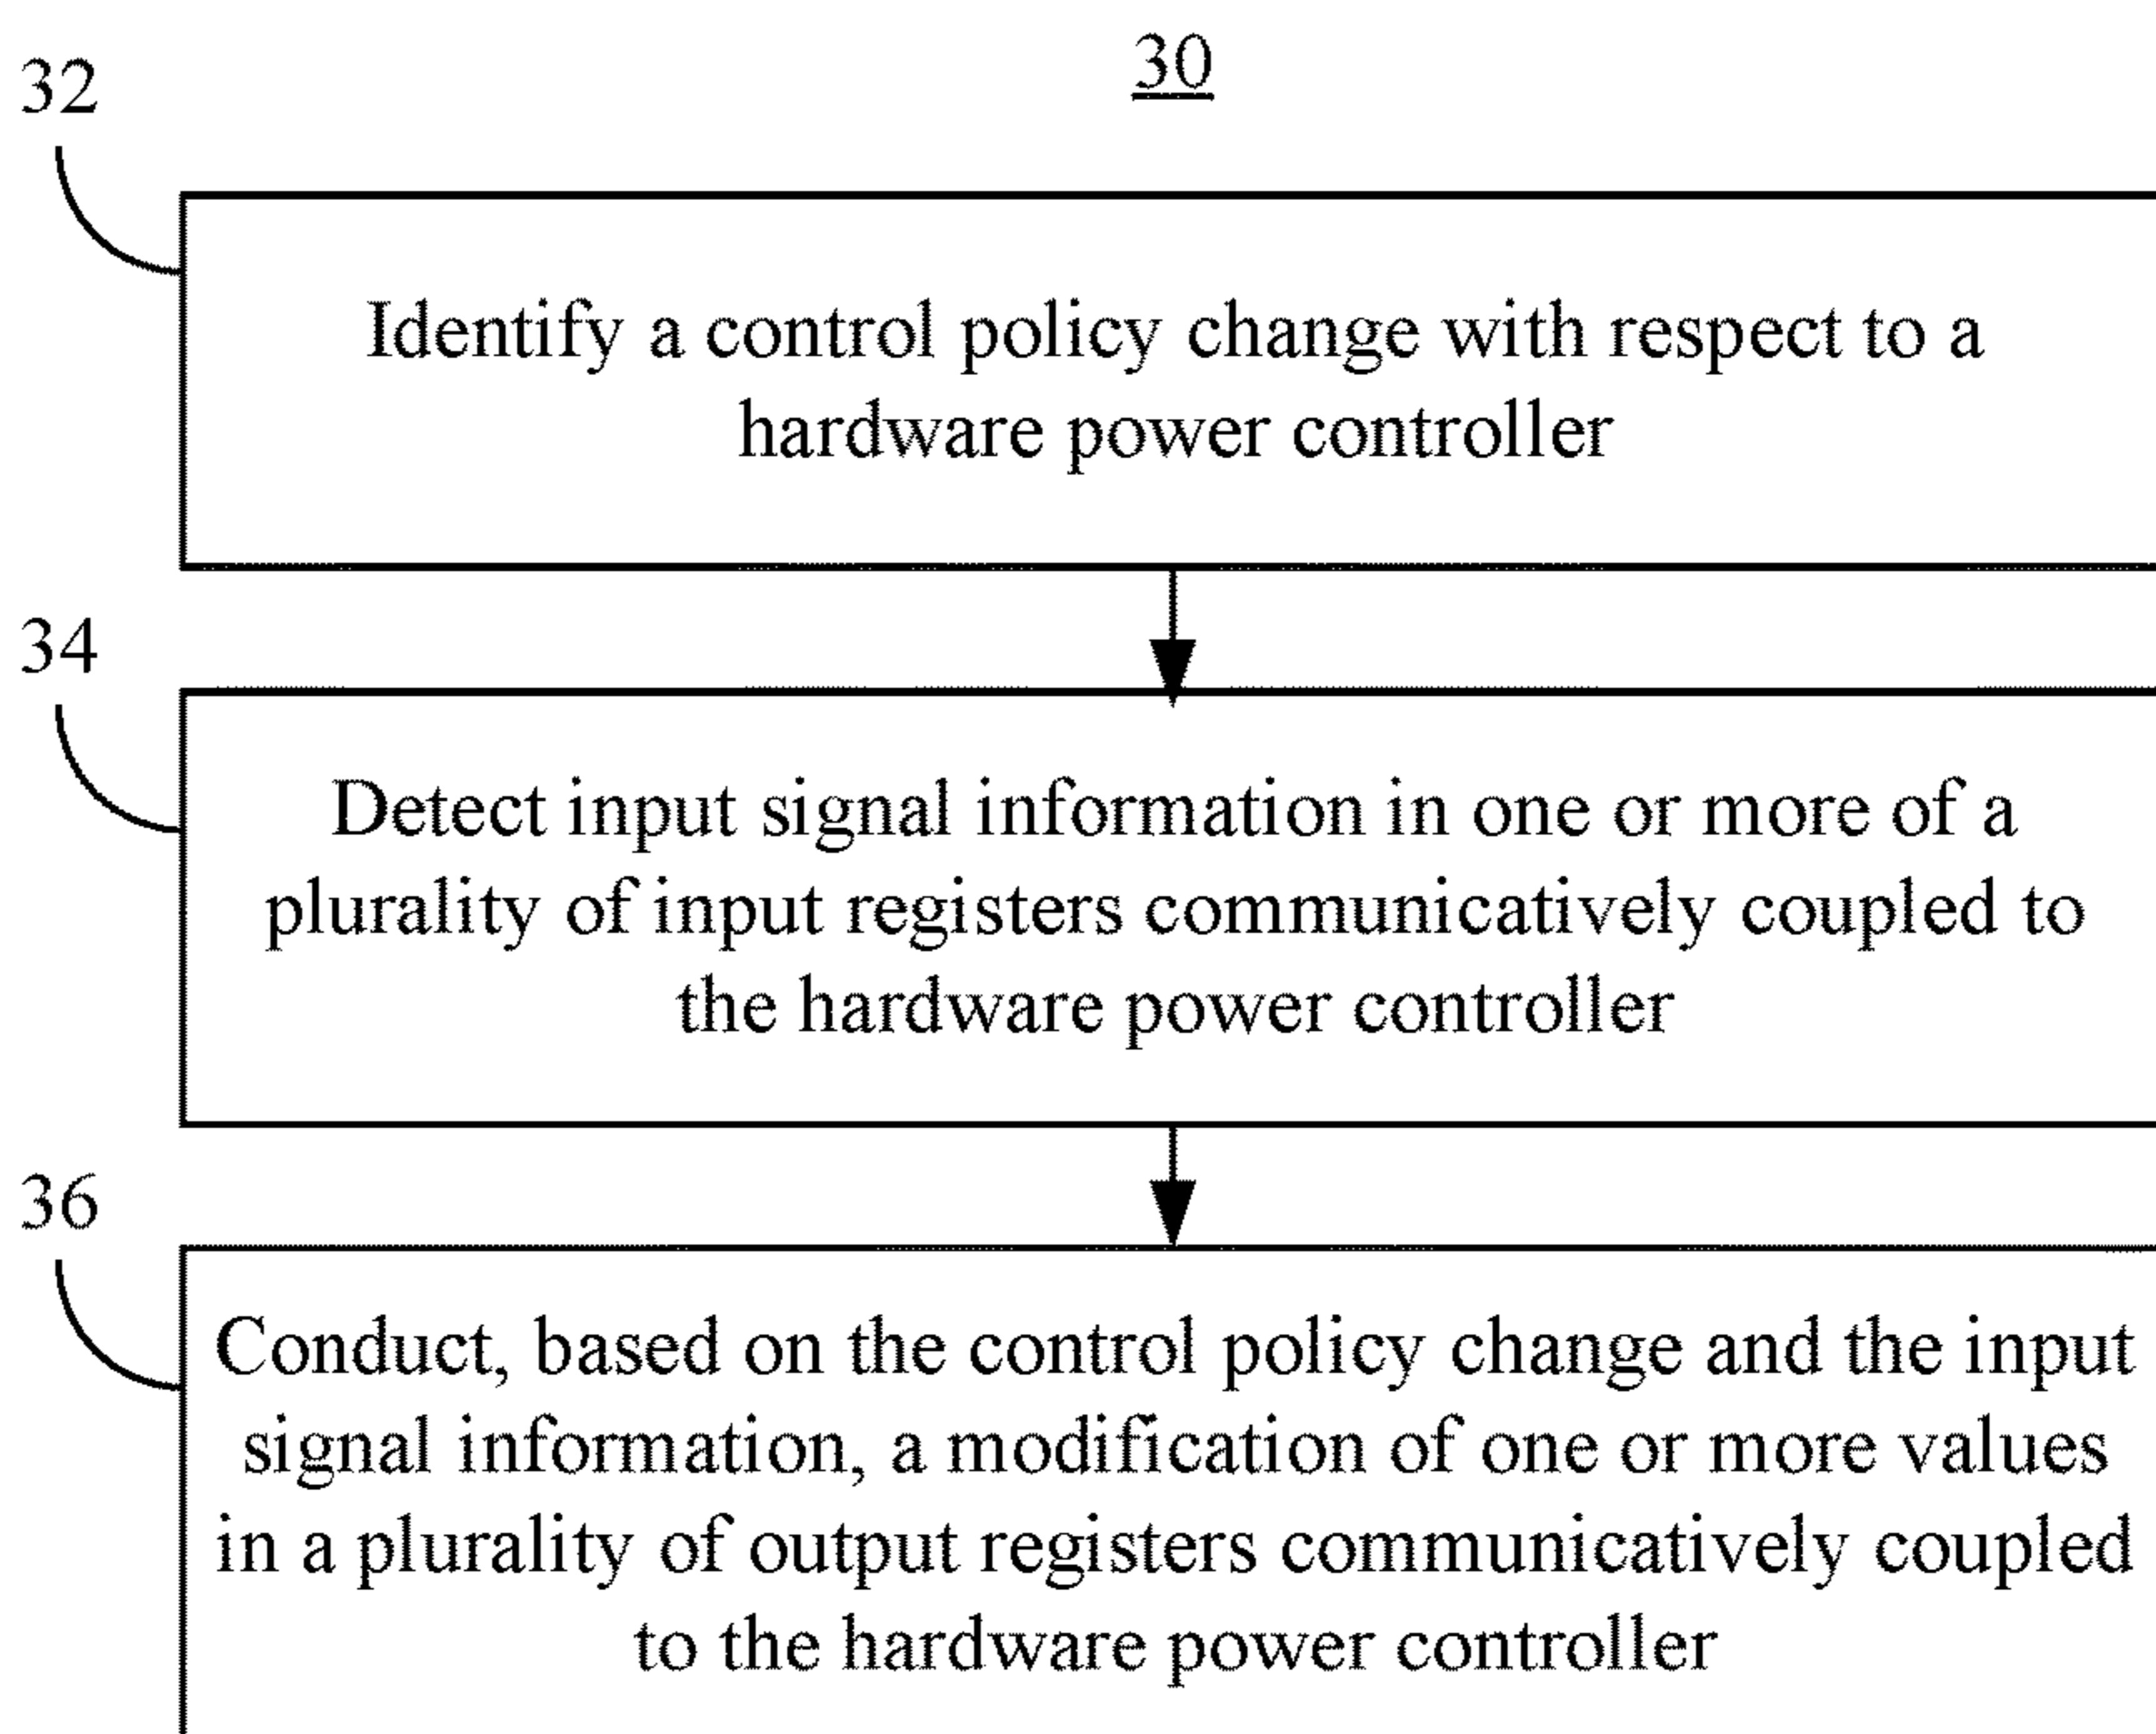 30
32
Identify a control policy change with respect to a
hardware power controller
34
Detect input signal information in one or more of a
plurality of input registers communicatively coupled to
the hardware power controller
36
Conduct, based on the control policy change and the input
signal information, a modification of one or more values
in a plurality of output registers communicatively coupled
to the hardware power controller